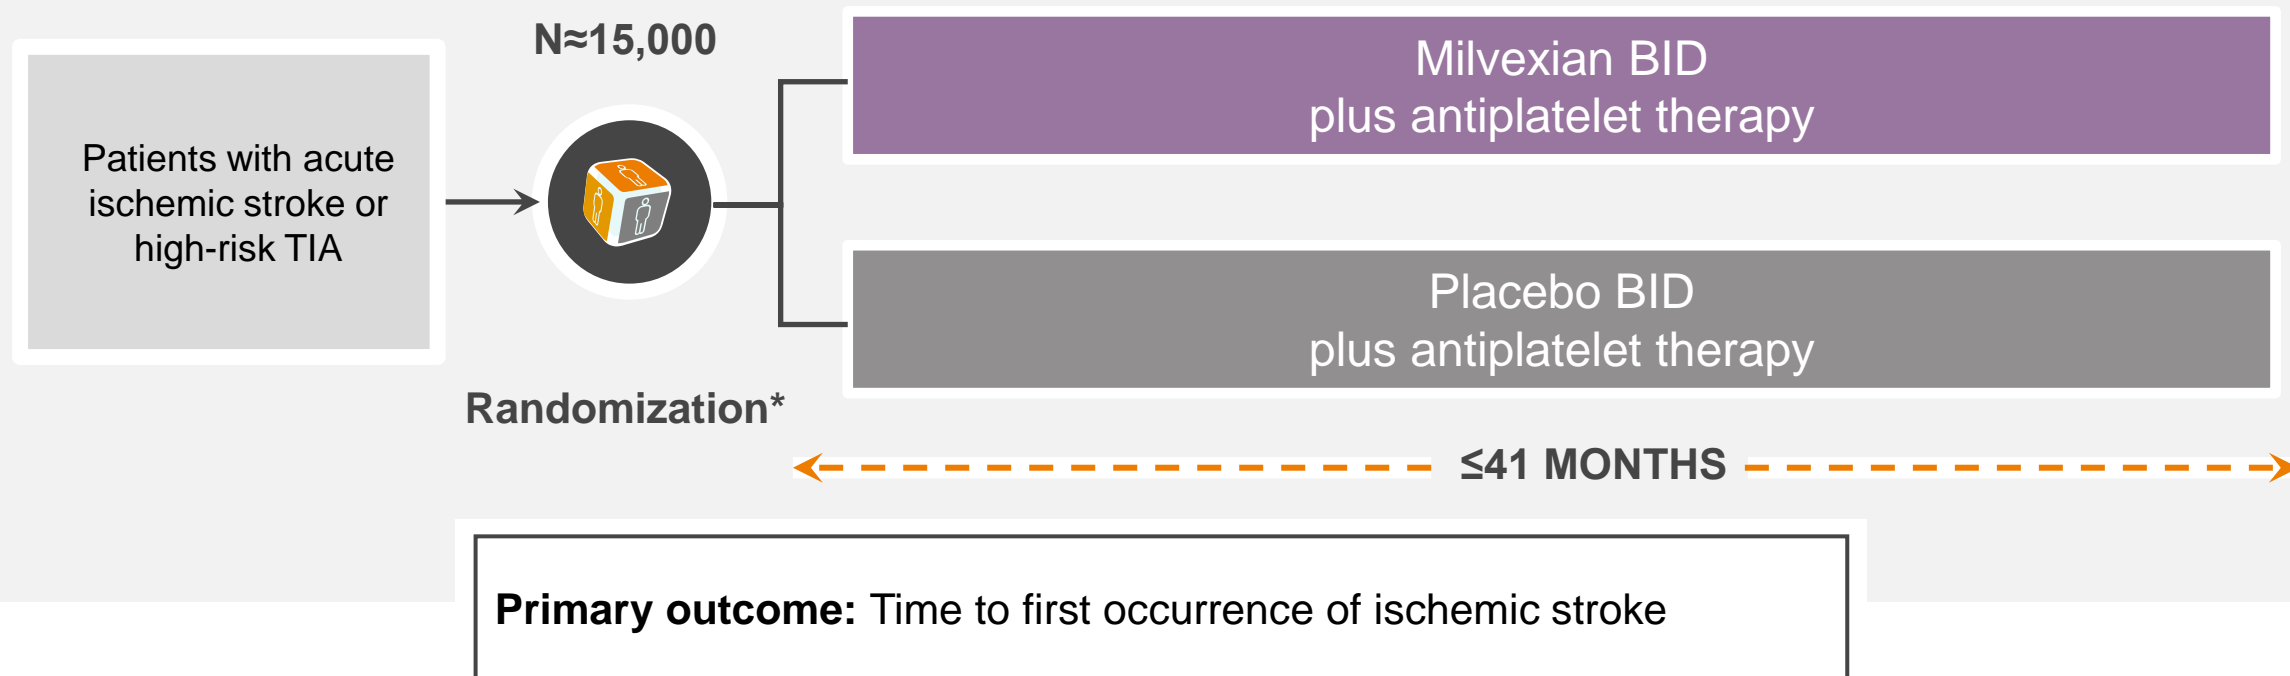 N≈15,000
Patients with acute
ischemic stroke or
high-risk TIA
Randomization*
Milvexian BID
plus antiplatelet therapy
Placebo BID
plus antiplatelet therapy
≤41 MONTHS
Primary outcome: Time to first occurrence of ischemic stroke